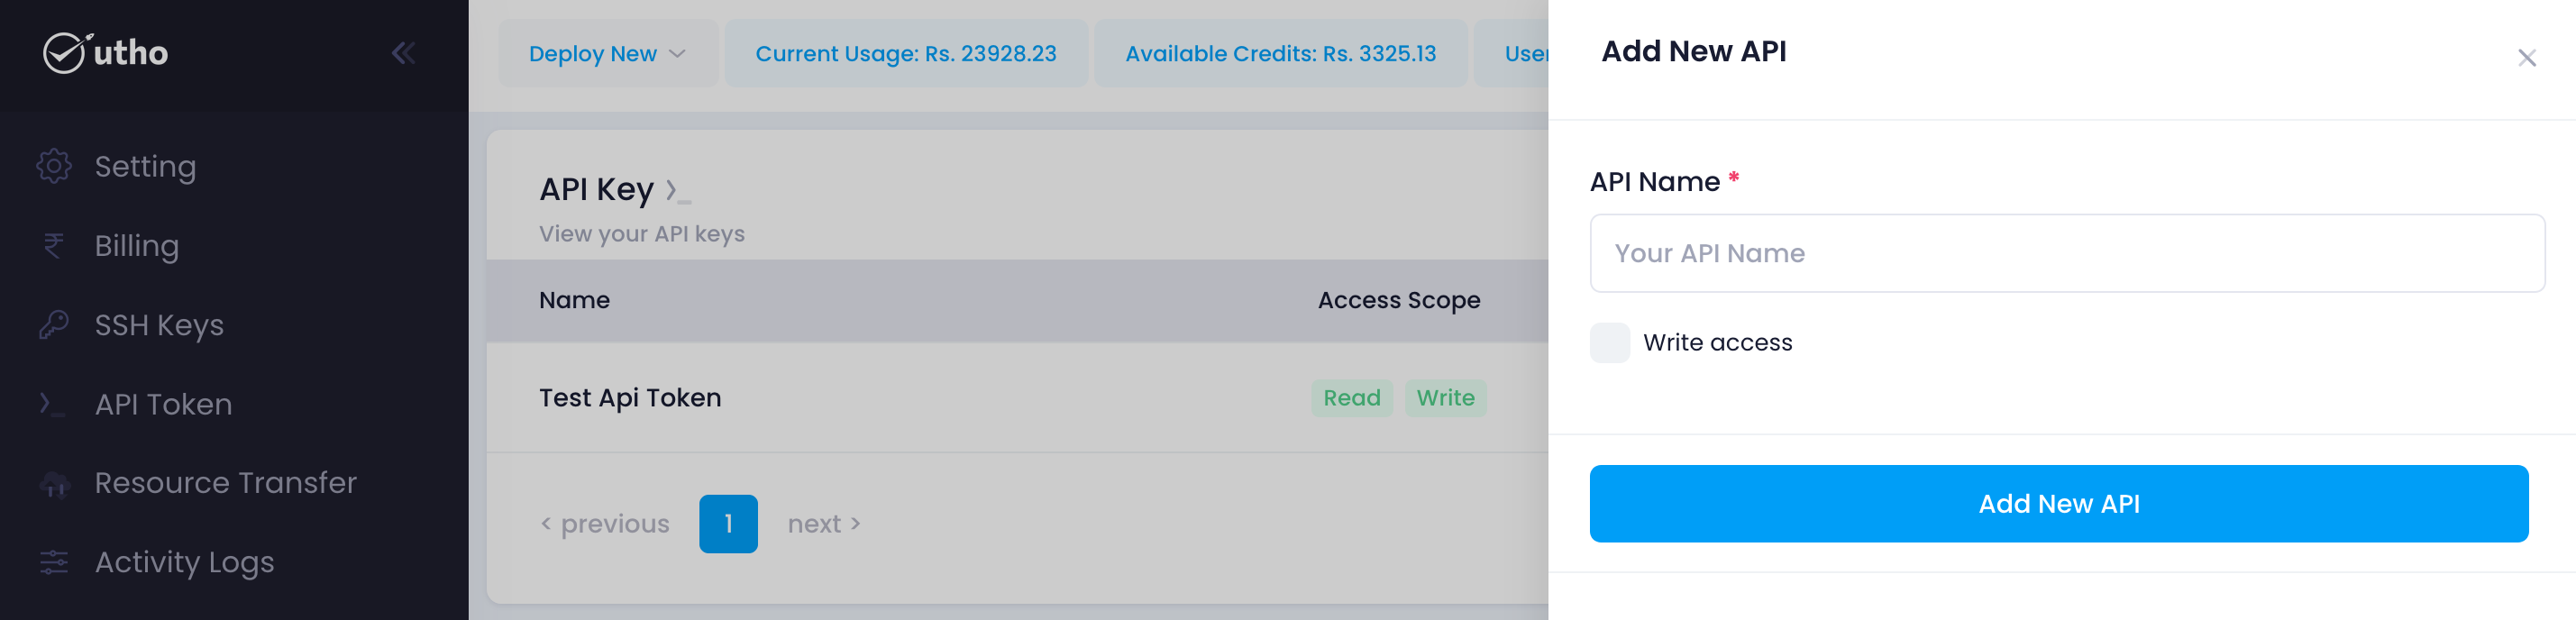 utho
Setting
Billing
SSH Keys
API Token
Resource Transfer
Activity Logs
Deploy New Current Usage: Rs. 23928.23 Available Credits: Rs. 3325.13
API Key
View your API keys
Name Access Scope
Test Api Token Read Write
< previous 1 next >
Add New API
API Name *
Your API Name
Write access
Add New API